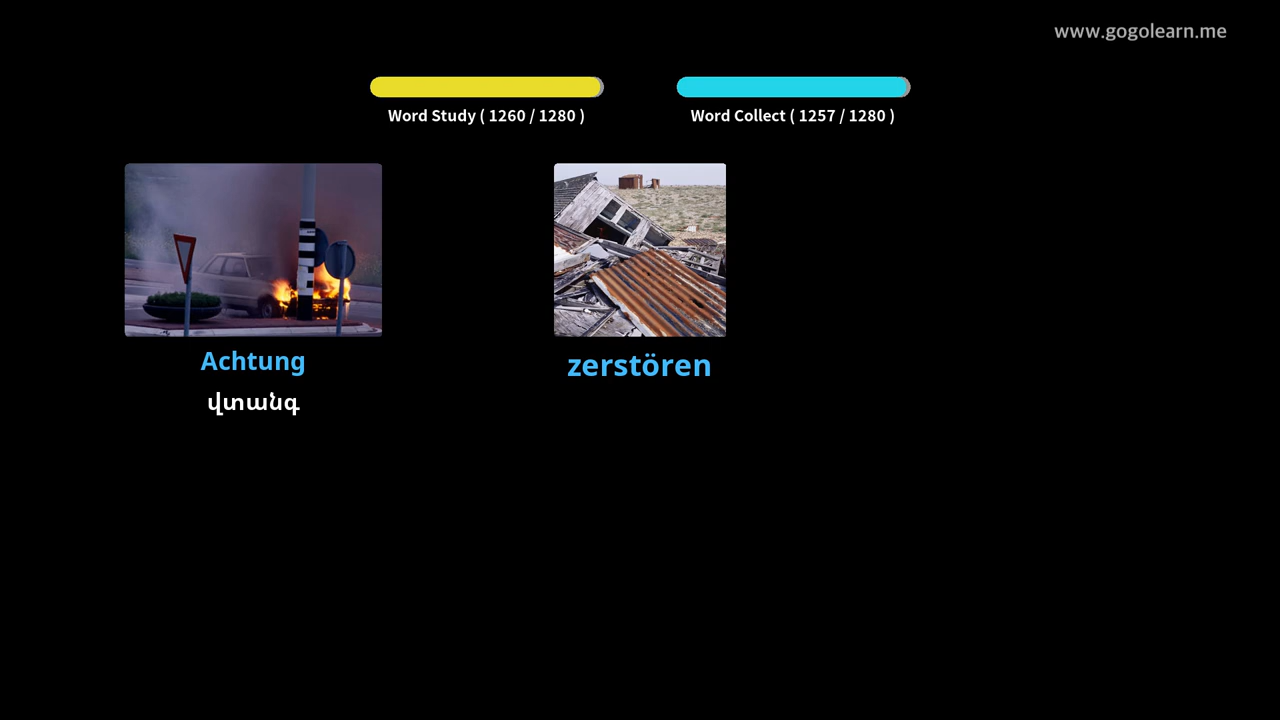 www.gogolearn.me
Word Study ( 1260 / 1280 )
Word Collect ( 1257 / 1280 )
Achtung
վտանգ
zerstören